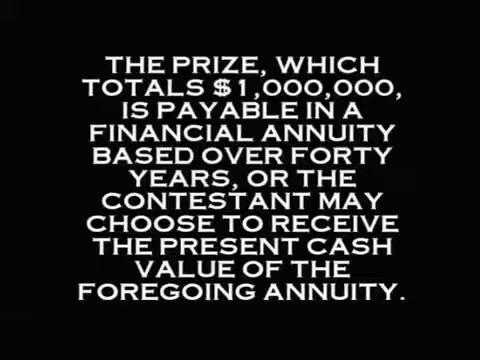 THE PRIZE, WHICH
TOTALS $1,000,000,
IS PAYABLE IN A
FINANCIAL ANNUITY
BASED OVER FORTY
YEARS, OR THE
CONTESTANT MAY
CHOOSE TO RECEIVE
THE PRESENT CASH
VALUE OF THE
FOREGOING ANNUITY.